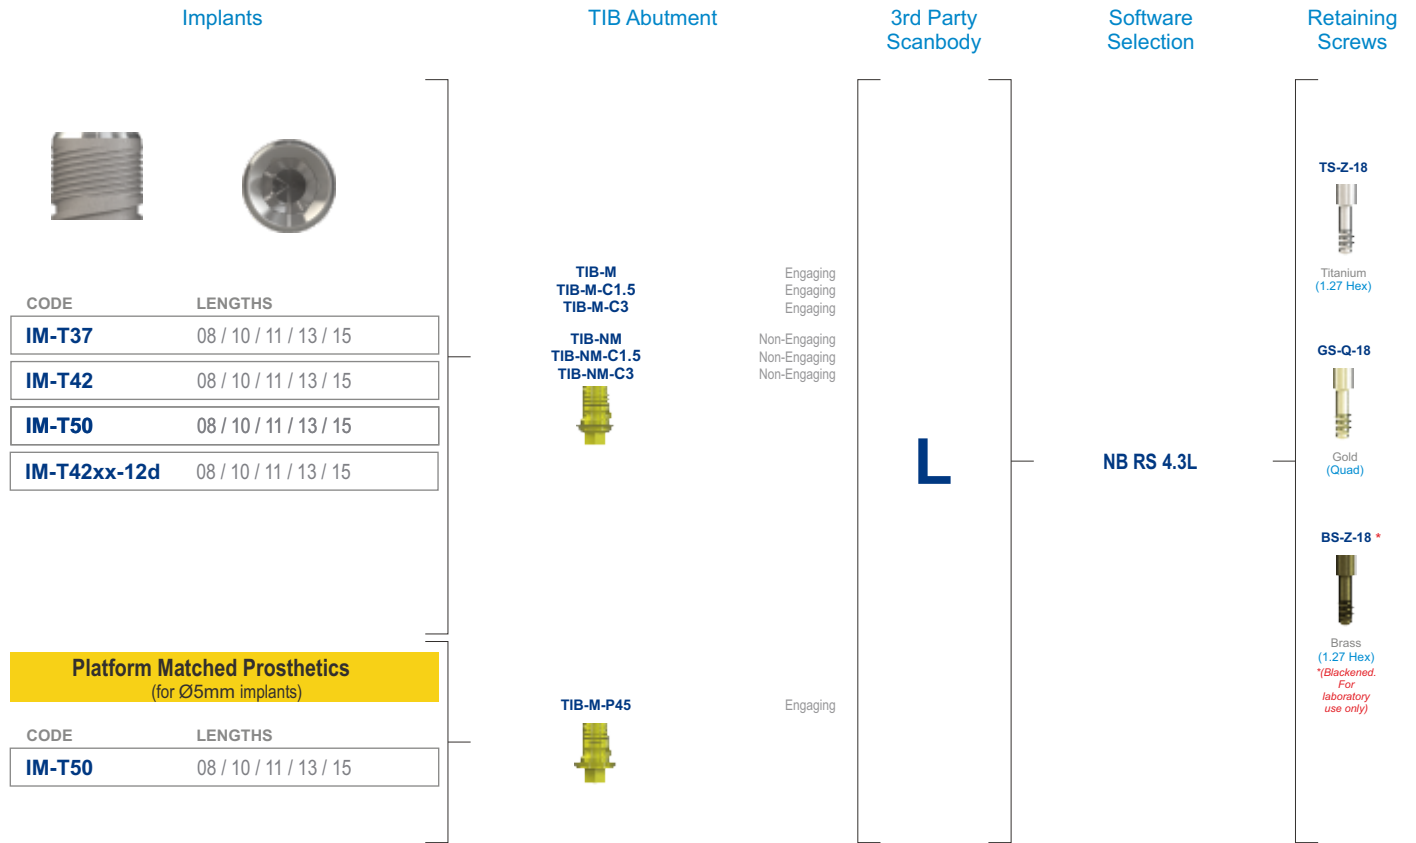 Implants
TIB Abutment
3rd Party
Scanbody
Software
Selection
Retaining
Screws
CODE LENGTHS
IM-T37 08 / 10 / 11 / 13 / 15
IM-T42 08 / 10 / 11 / 13 / 15
IM-T50 08 / 10 / 11 / 13 / 15
IM-T42xx-12d 08 / 10 / 11 / 13 / 15
Platform Matched Prosthetics
(for Ø5mm implants)
CODE LENGTHS
IM-T50 08 / 10 / 11 / 13 / 15
TIB-M Engaging
TIB-M-C1.5 Engaging
TIB-M-C3 Engaging
TIB-NM Non-Engaging
TIB-NM-C1.5 Non-Engaging
TIB-NM-C3 Non-Engaging
TIB-M-P45 Engaging
L
NB RS 4.3L
TS-Z-18
Titanium
(1.27 Hex)
GS-Q-18
Gold
(Quad)
BS-Z-18 *
Brass
(1.27 Hex)
*(Blackened.
For
laboratory
use only)